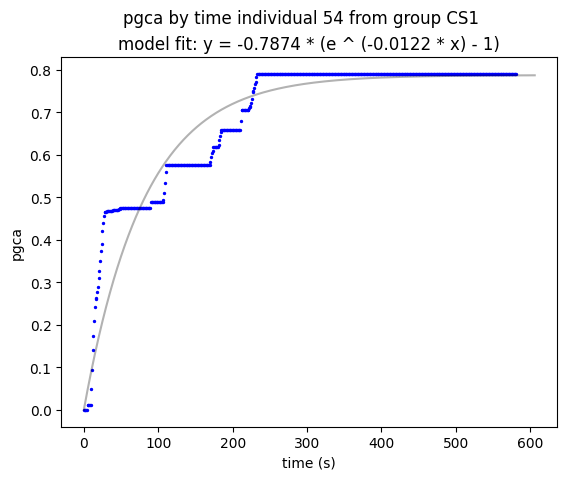 pgca by time individual 54 from group CS1
model fit: y = -0.7874 * (e ^ (-0.0122 * x) - 1)
0.8
0.7
0.6
0.5
0.4
0.3
0.2
0.1
0.0
pgca
0 100 200 300 400 500 600
time (s)